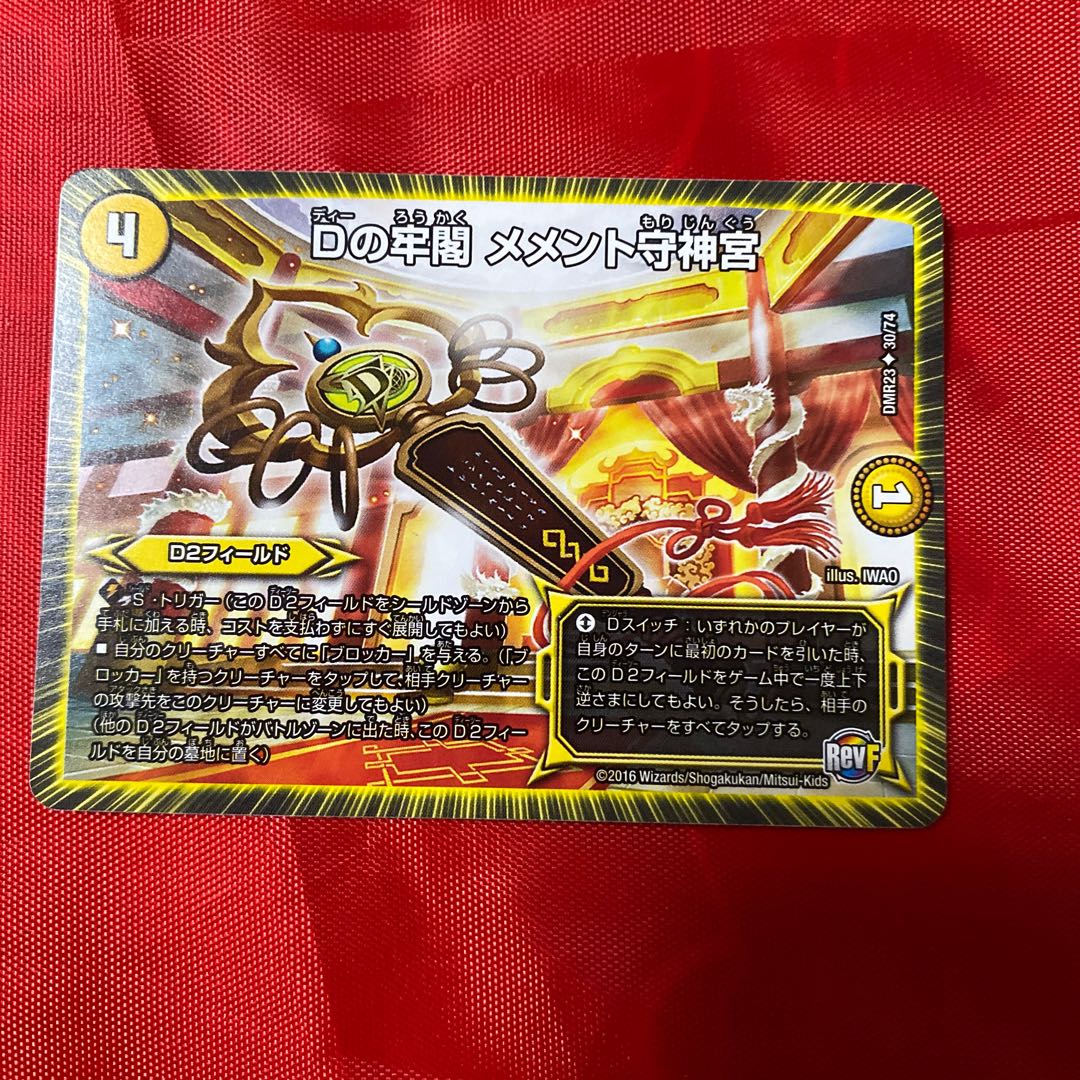 4
ディー ろう かく もり じん ぐう
Dの牢閣 メメント守神宮
DMR23 ◆ 30/74
1
D2フィールド
illus. IWAO
S・トリガー(このD2フィールドをシールドゾーンから
手札に加える時、コストを支払わずにすぐ展開してもよい)
■ 自分のクリーチャーすべてに「ブロッカー」を与える。(「ブ
ロッカー」を持つクリーチャーをタップして、相手クリーチャー
の攻撃先をこのクリーチャーに変更してもよい)
(他のD2フィールドがバトルゾーンに出た時、このD2フィー
ルドを自分の墓地に置く)
Dスイッチ:いずれかのプレイヤーが
自身のターンに最初のカードを引いた時、
このD2フィールドをゲーム中で一度上下
逆さまにしてもよい。そうしたら、相手の
クリーチャーをすべてタップする。
RevF
©2016 Wizards/Shogakukan/Mitsui-Kids